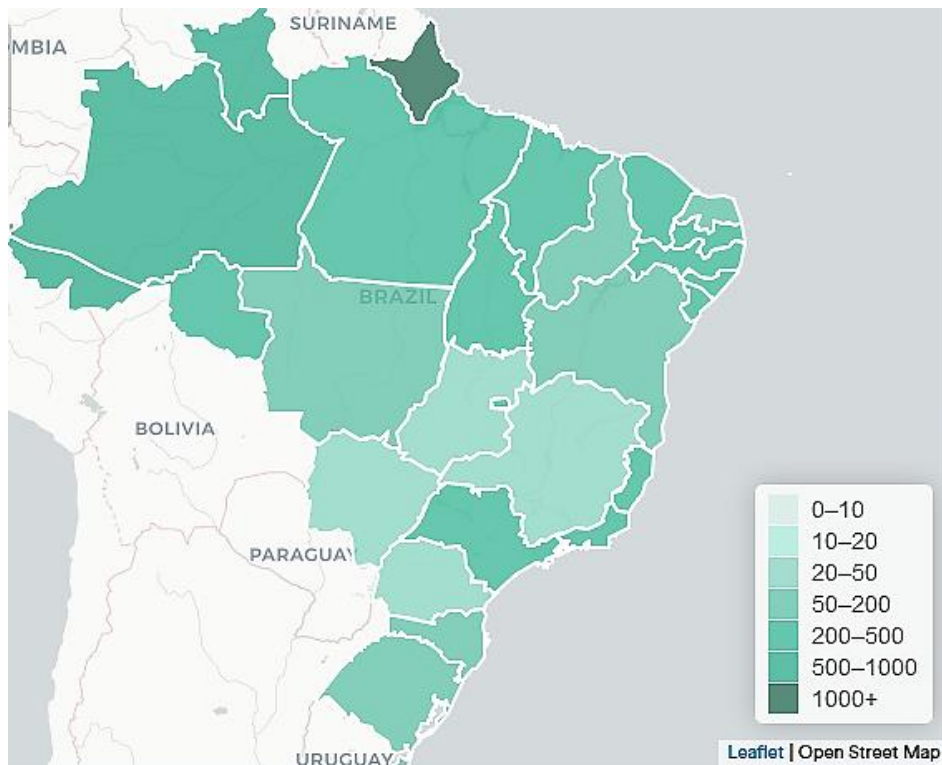 SURINAME
OMBIA
BRAZIL
BOLIVIA
PARAGUAY
URUGUAY
0–10
10–20
20–50
50–200
200–500
500–1000
1000+
Leaflet | Open Street Map